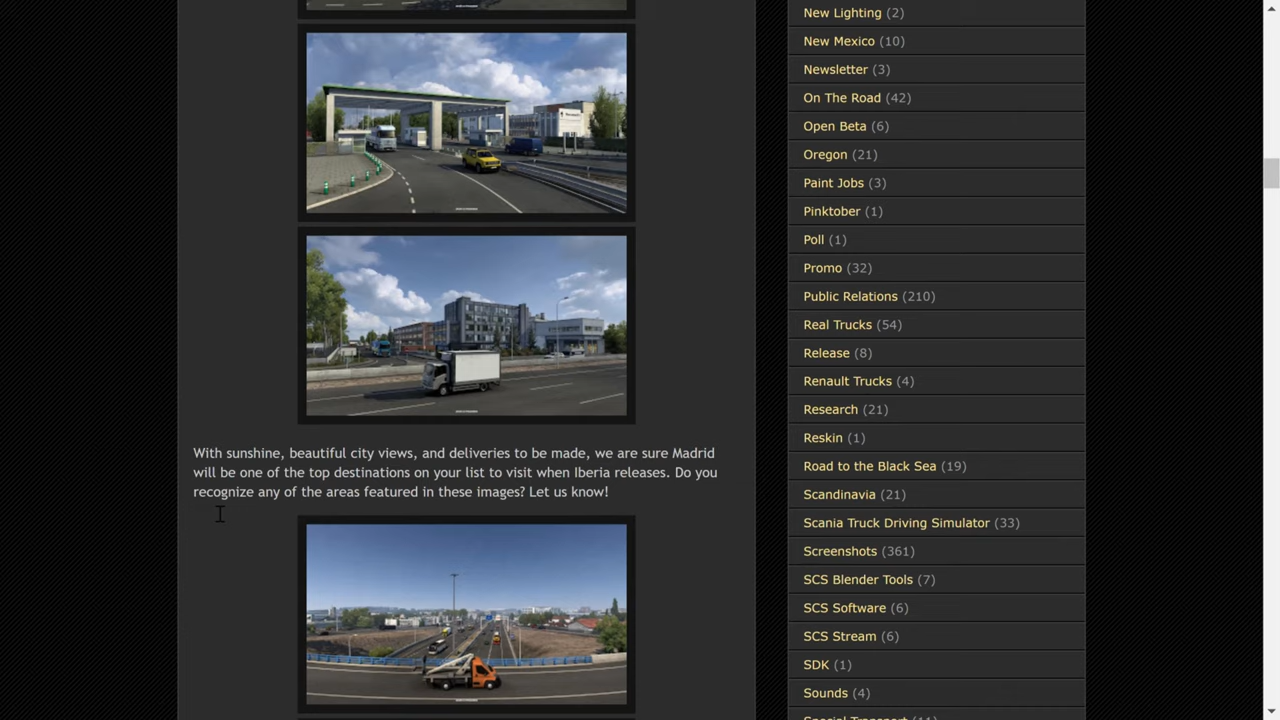 With sunshine, beautiful city views, and deliveries to be made, we are sure Madrid
will be one of the top destinations on your list to visit when Iberia releases. Do you
recognize any of the areas featured in these images? Let us know!
New Lighting (2)
New Mexico (10)
Newsletter (3)
On The Road (42)
Open Beta (6)
Oregon (21)
Paint Jobs (3)
Pinktober (1)
Poll (1)
Promo (32)
Public Relations (210)
Real Trucks (54)
Release (8)
Renault Trucks (4)
Research (21)
Reskin (1)
Road to the Black Sea (19)
Scandinavia (21)
Scania Truck Driving Simulator (33)
Screenshots (361)
SCS Blender Tools (7)
SCS Software (6)
SCS Stream (6)
SDK (1)
Sounds (4)
Special Transport (11)